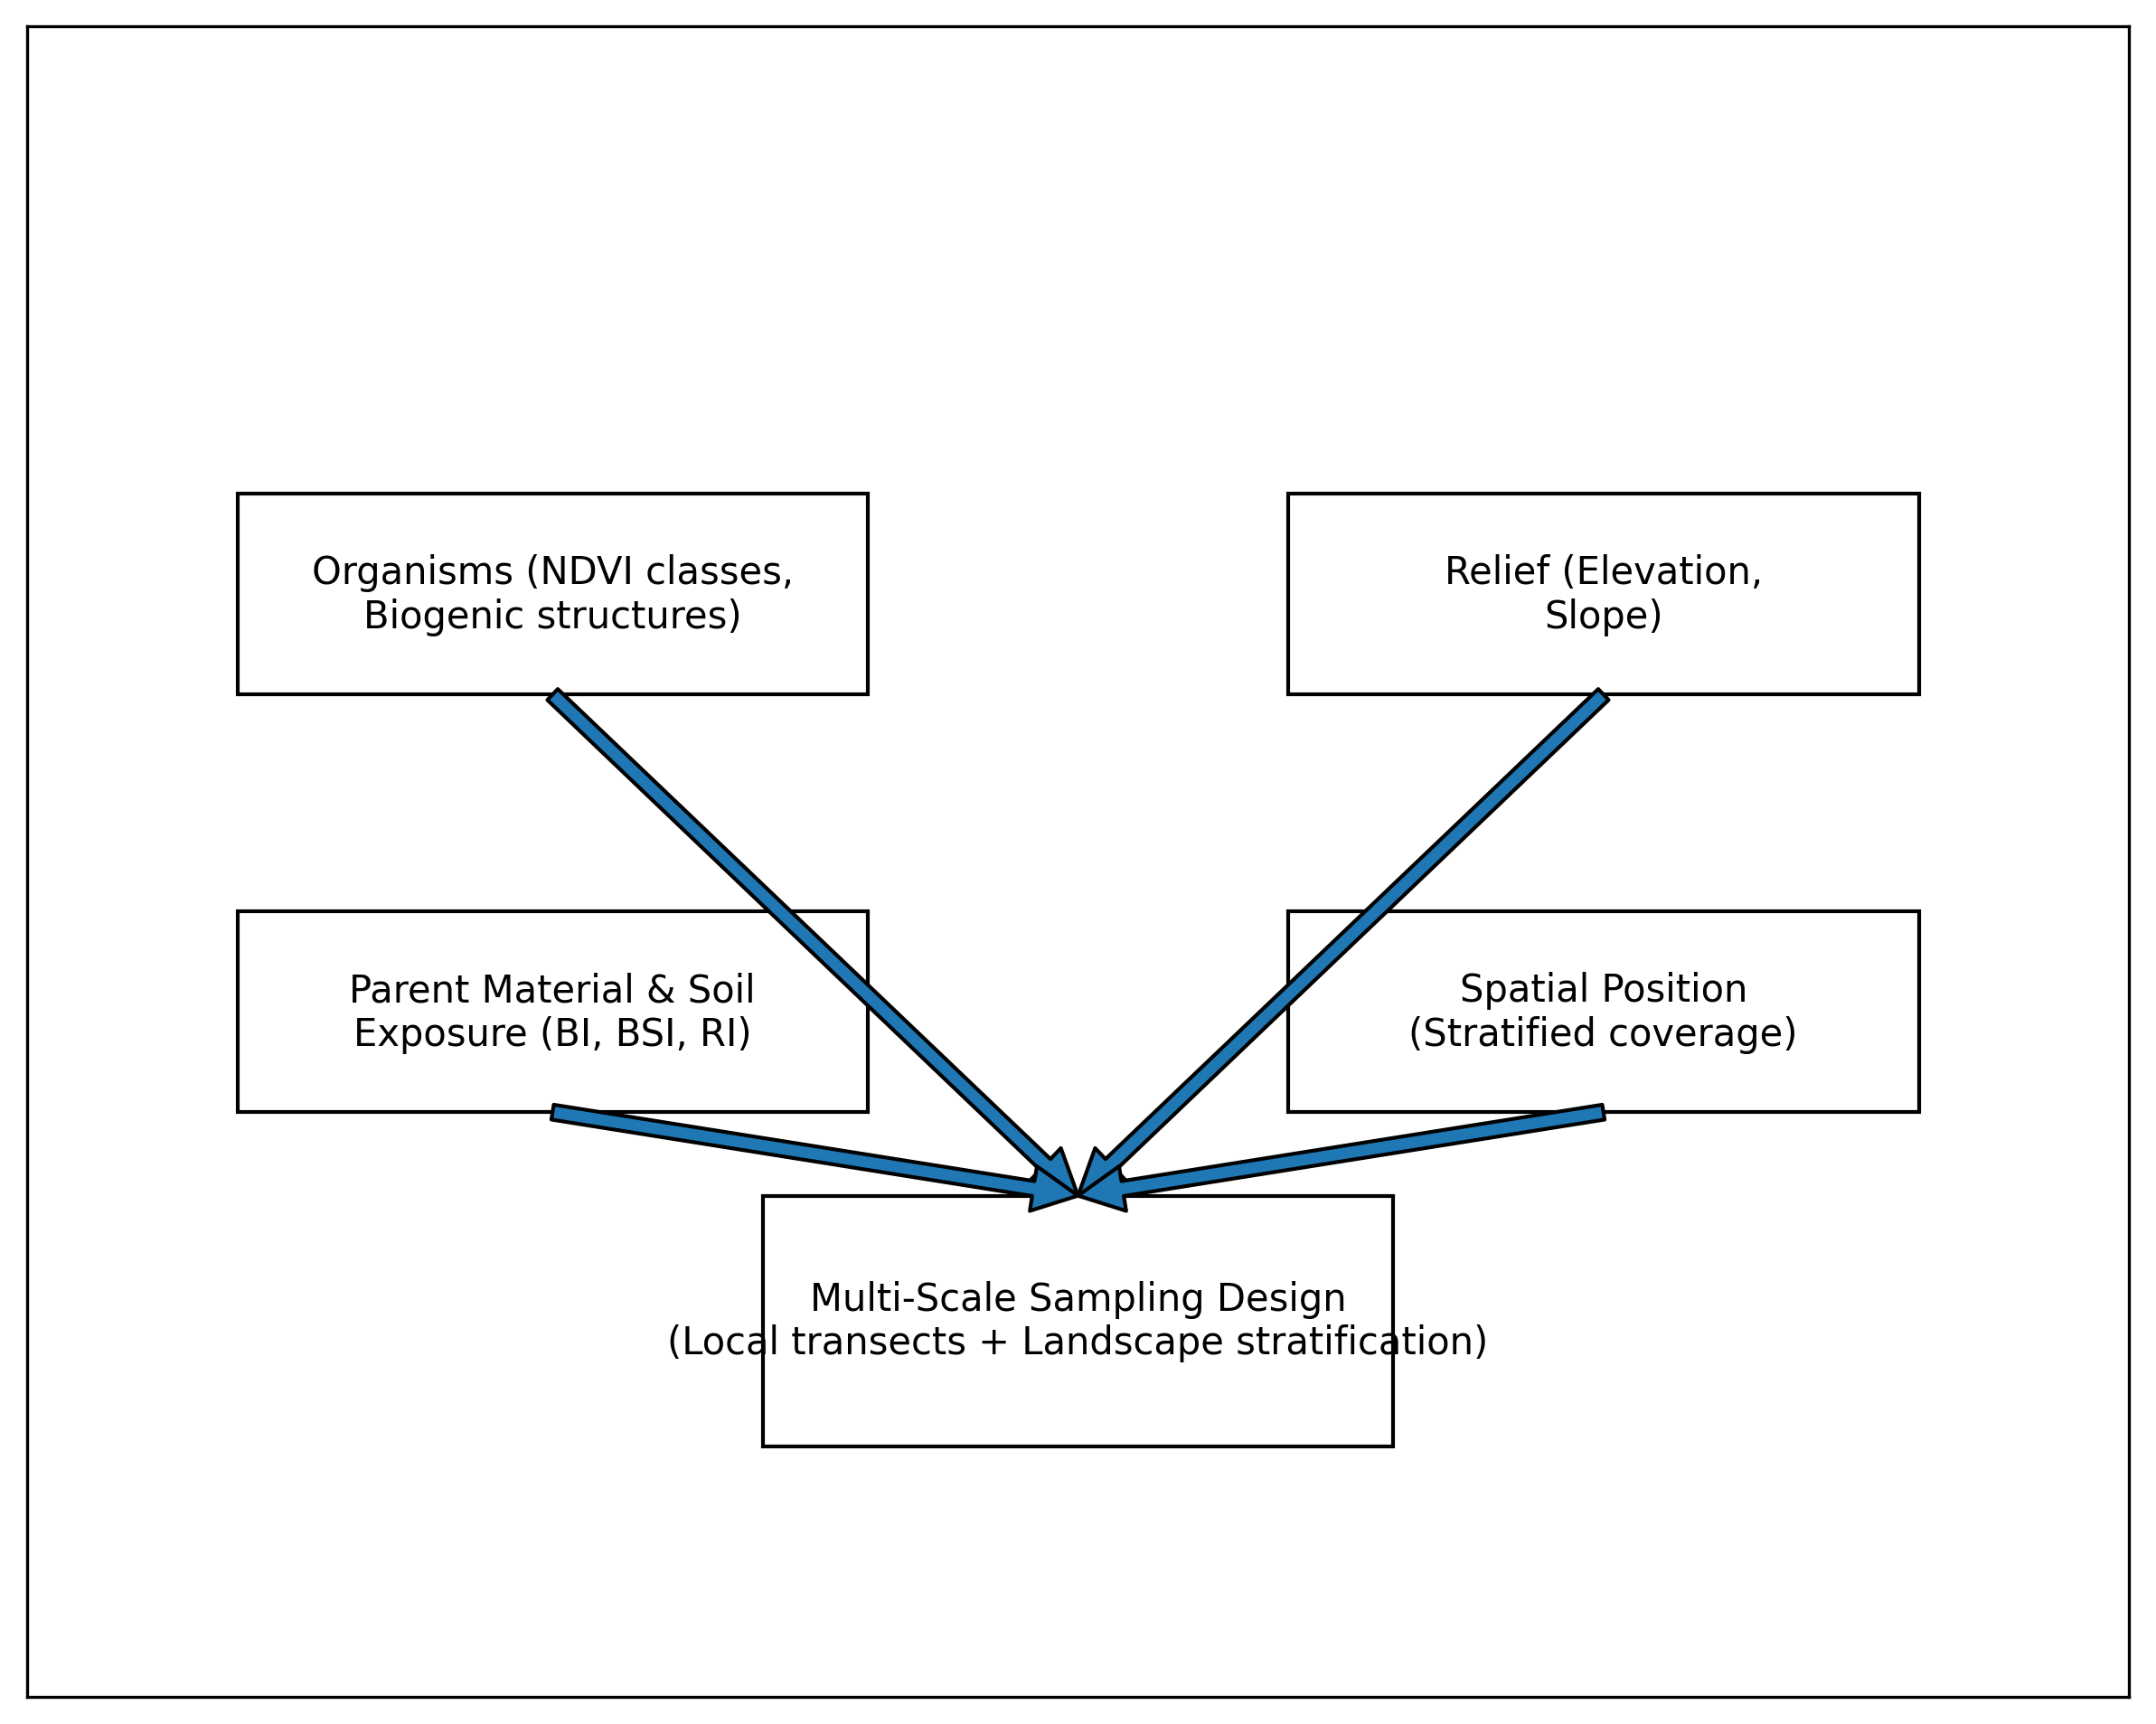 Organisms (NDVI classes,
Biogenic structures)
Relief (Elevation,
Slope)
Parent Material & Soil
Exposure (BI, BSI, RI)
Spatial Position
(Stratified coverage)
Multi-Scale Sampling Design
(Local transects + Landscape stratification)